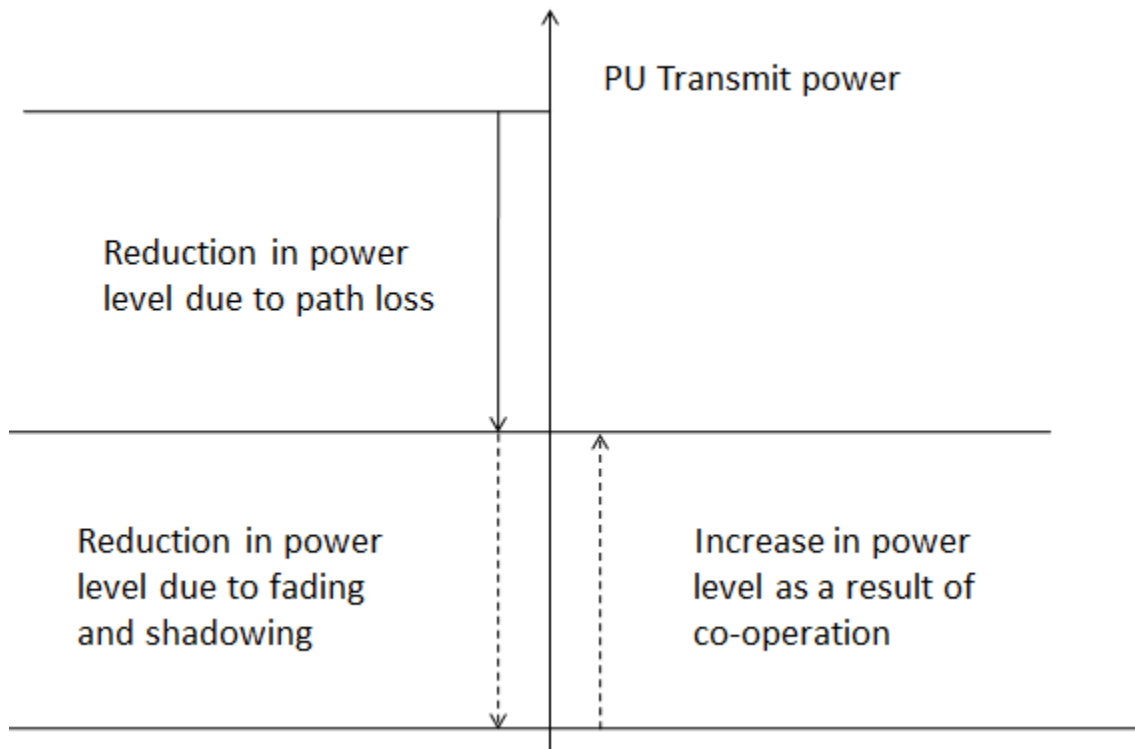 PU Transmit power
Reduction in power
level due to path loss
Reduction in power
level due to fading
and shadowing
Increase in power
level as a result of
co-operation